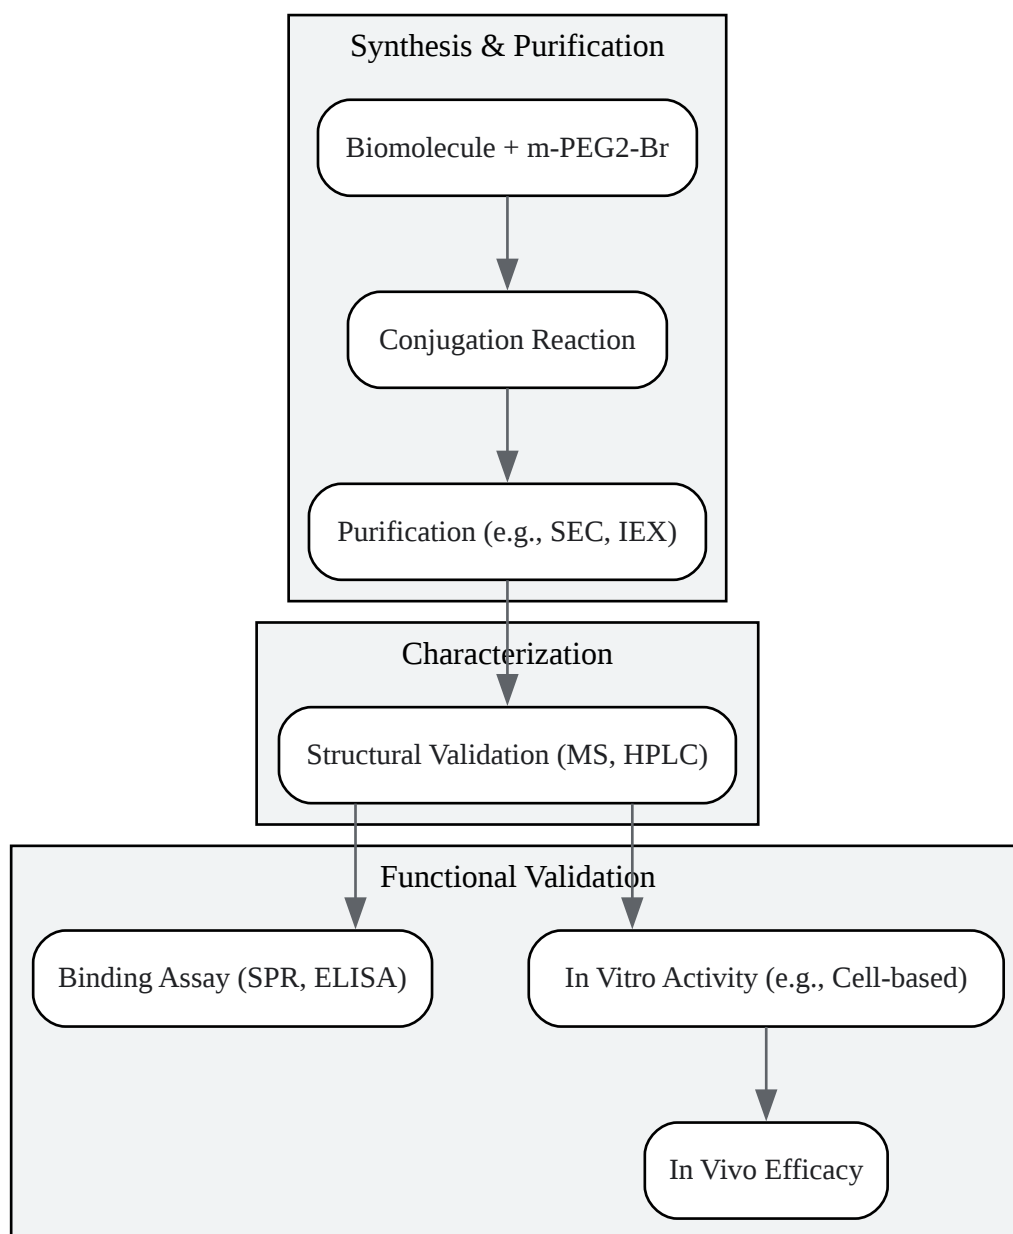 Synthesis & Purification
Biomolecule + m-PEG2-Br
Conjugation Reaction
Purification (e.g., SEC, IEX)
Characterization
Structural Validation (MS, HPLC)
Functional Validation
Binding Assay (SPR, ELISA)
In Vitro Activity (e.g., Cell-based)
In Vivo Efficacy